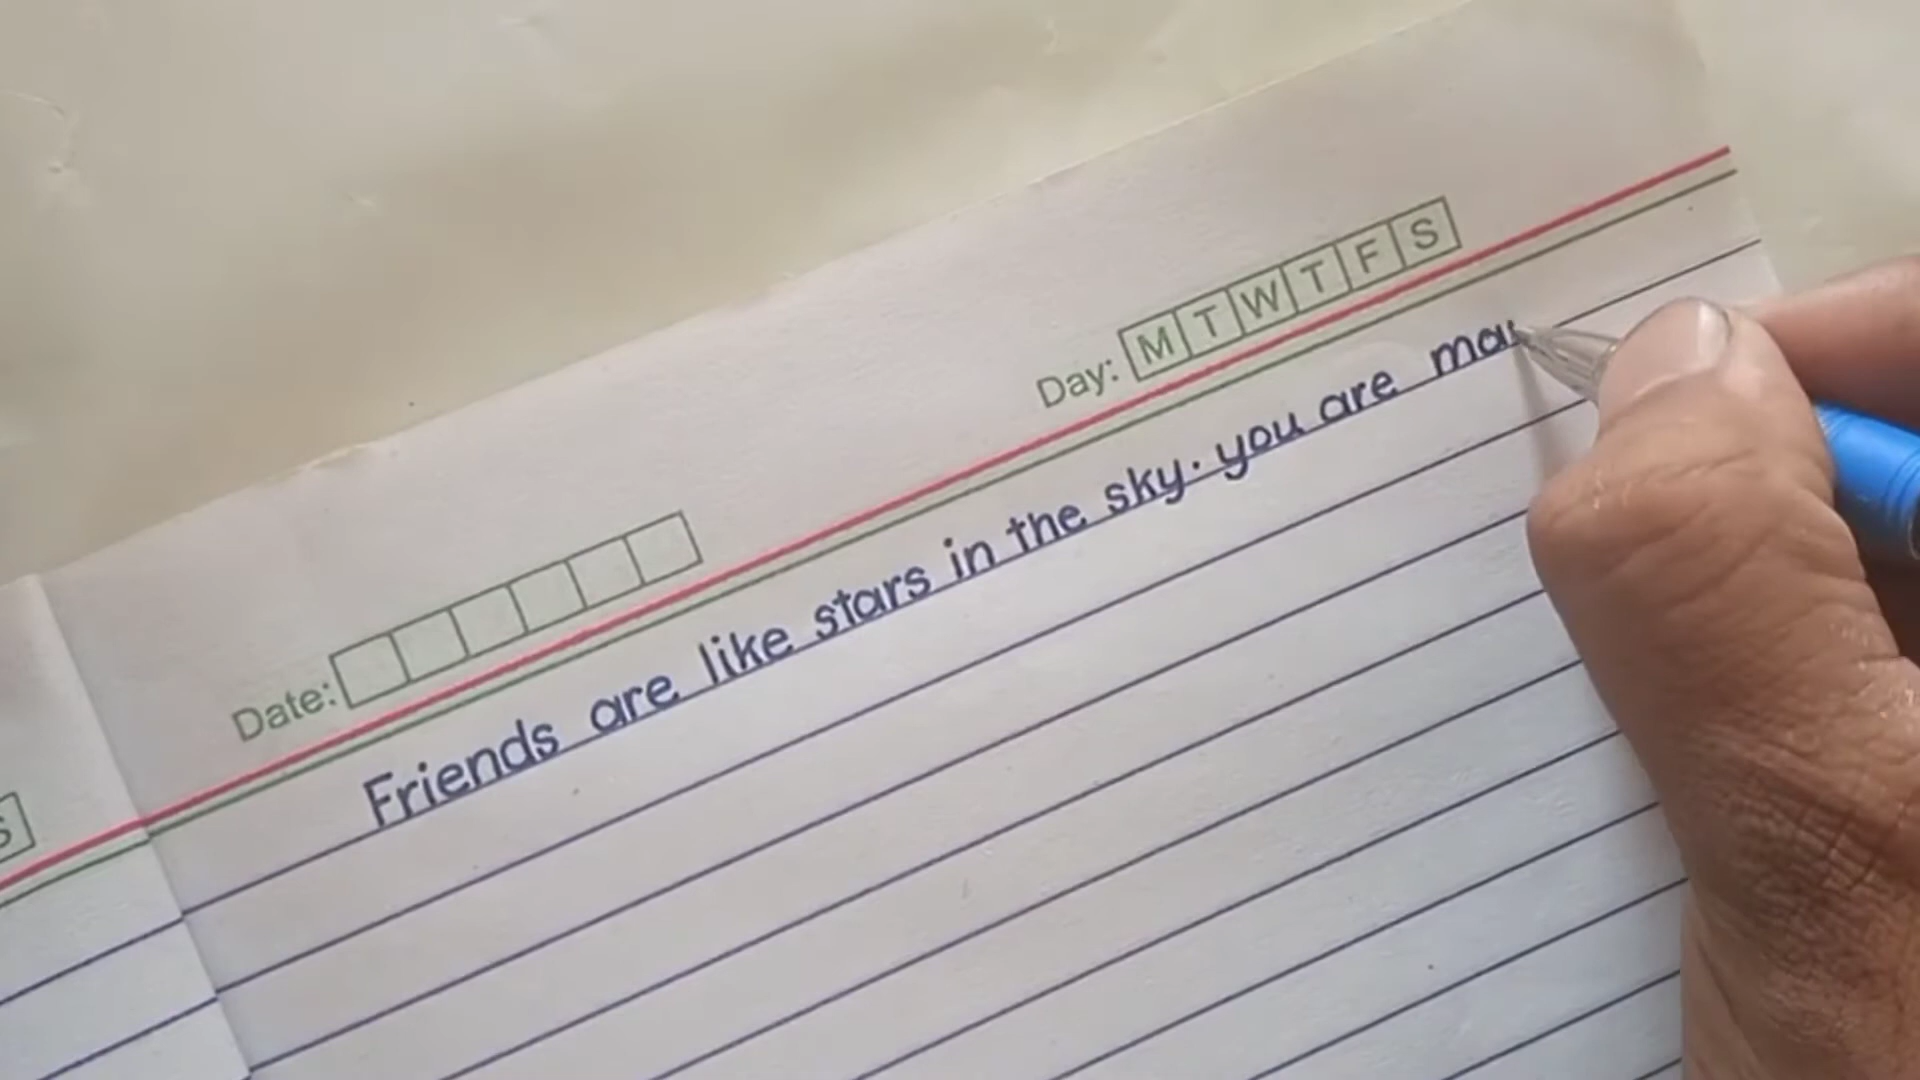 Day: M T W T F S
Date:
Friends are like stars in the sky. you are
S